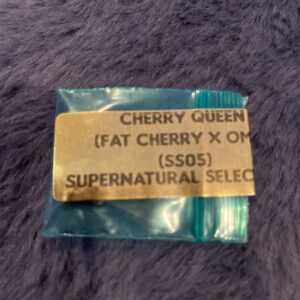 CHERRY QUEEN
(FAT CHERRY X OM
(SS05)
SUPERNATURAL SELEC